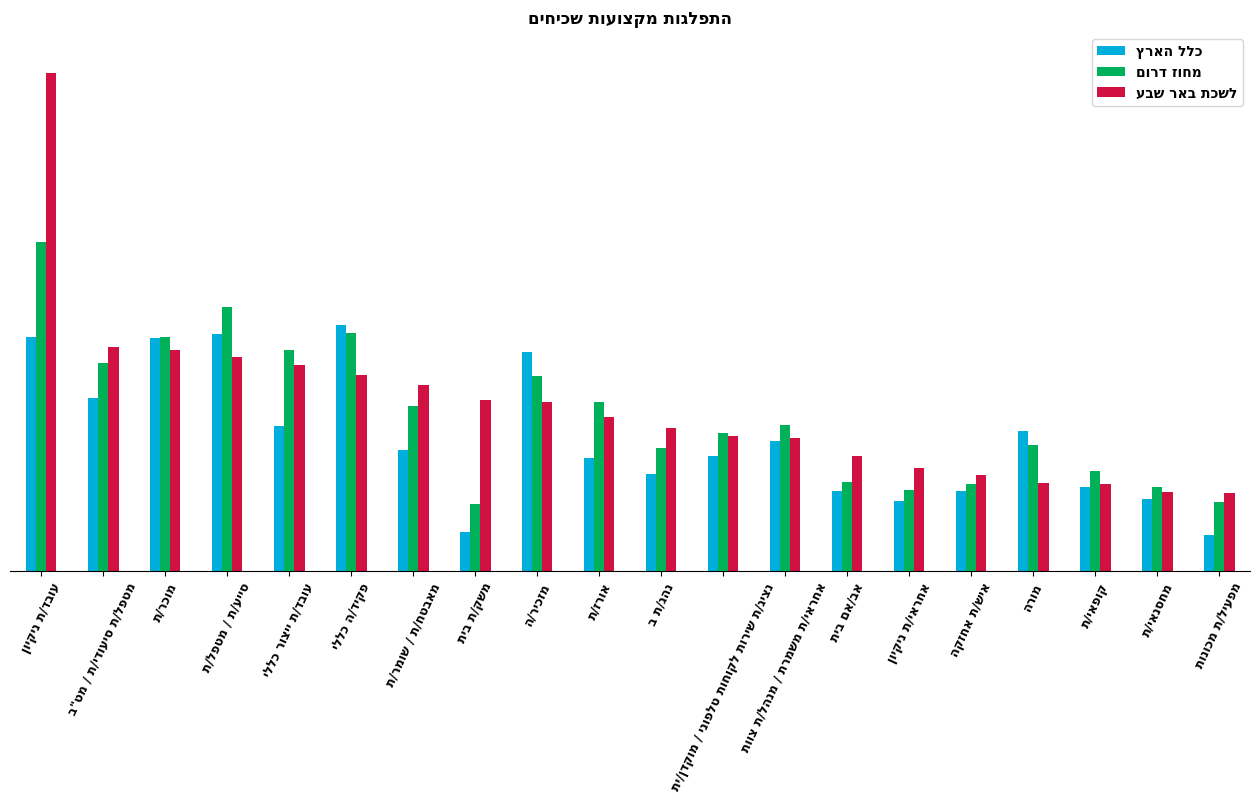 התפלגות מקצועות שכיחים
כלל הארץ
מחוז דרום
לשכת באר שבע
עובד/ת ניקיון
מטפל/ת סיעודי/ת / מט"ב
מוכר/ת
סייע/ת / מטפל/ת
עובד/ת ייצור כללי
פקיד/ה כללי
מאבטח/ת / שומר/ת
משק/ת בית
מזכיר/ה
אורז/ת
נהג/ת ב
נציג/ת שירות לקוחות טלפוני / מוקדן/ית
אחראי/ת משמרת / מנהל/ת צוות
אב/אם בית
אחראי/ת ניקיון
איש/ת אחזקה
מורה
קופאי/ת
מחסנאי/ת
מפעיל/ת מכונות